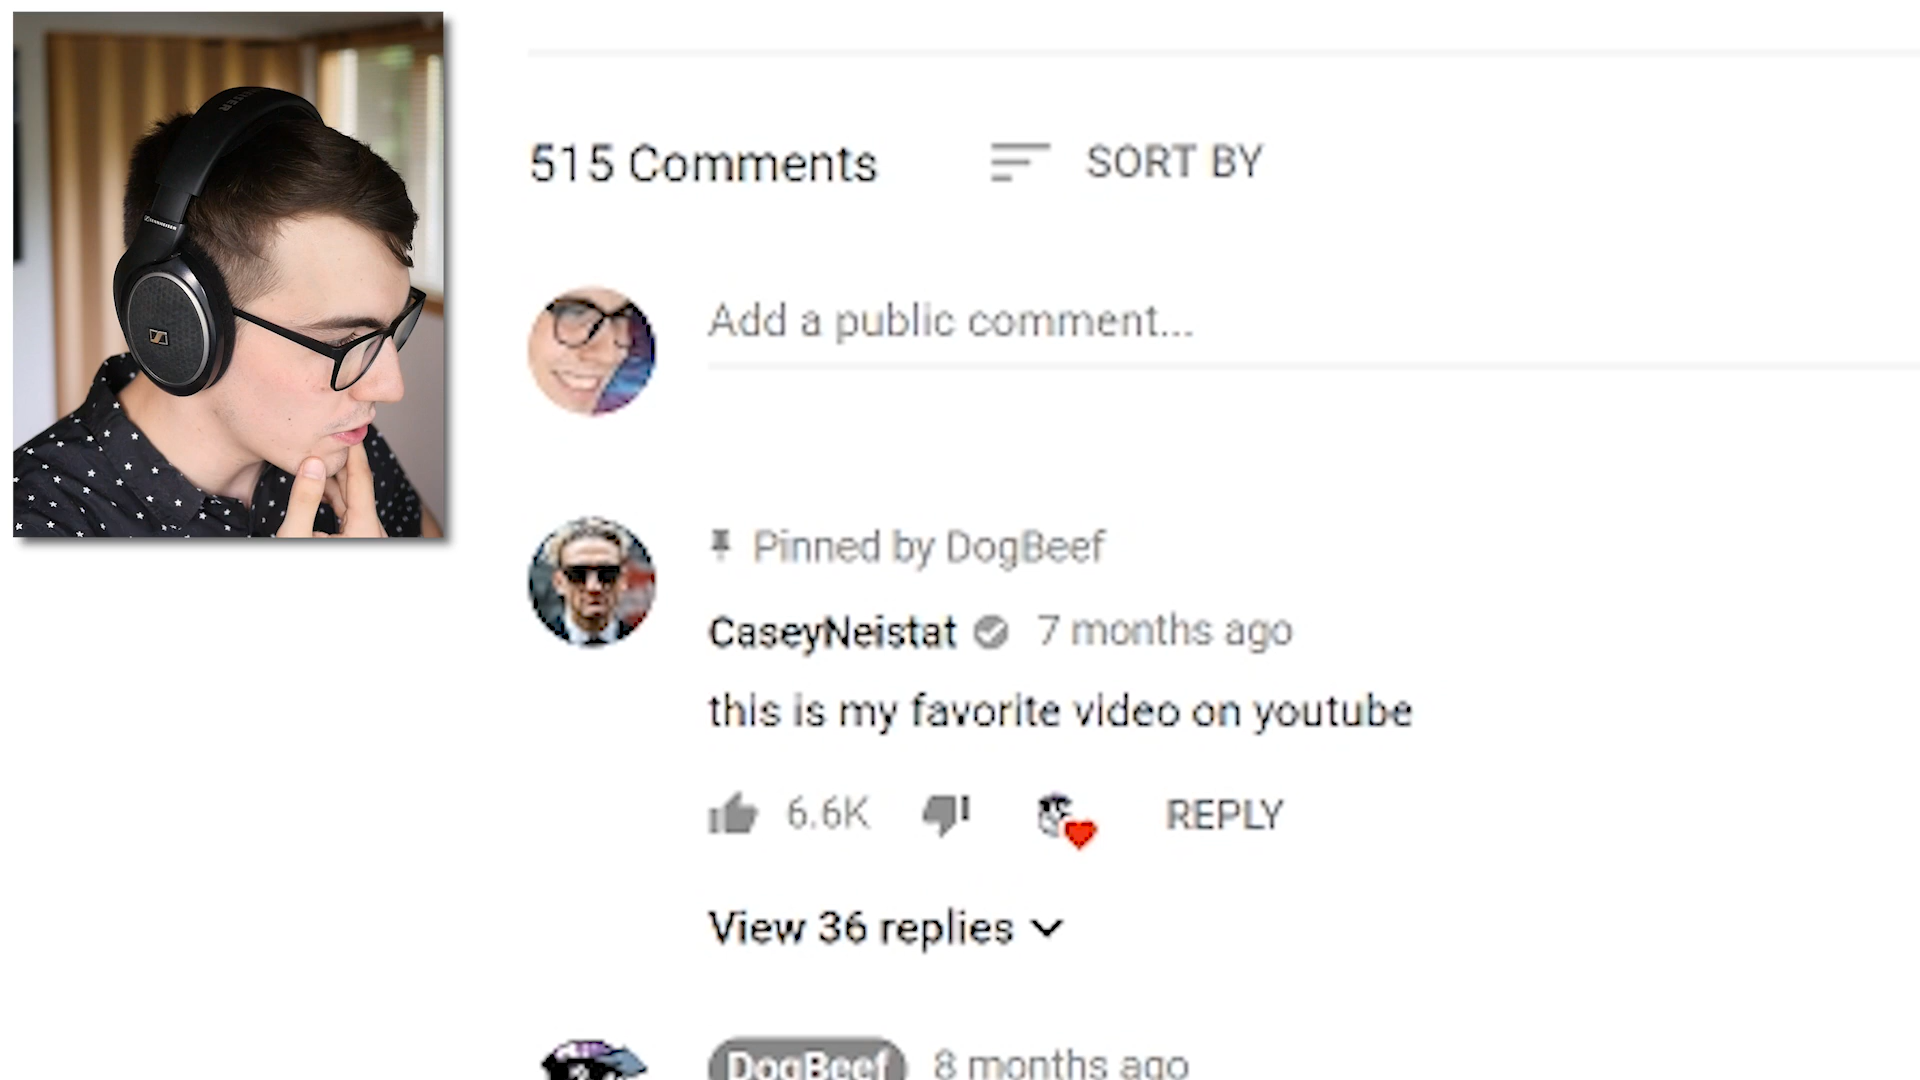 515 Comments
SORT BY
Add a public comment...
Pinned by DogBeef
CaseyNeistat 7 months ago
this is my favorite video on youtube
6.6K REPLY
View 36 replies
DogBeef 8 months ago